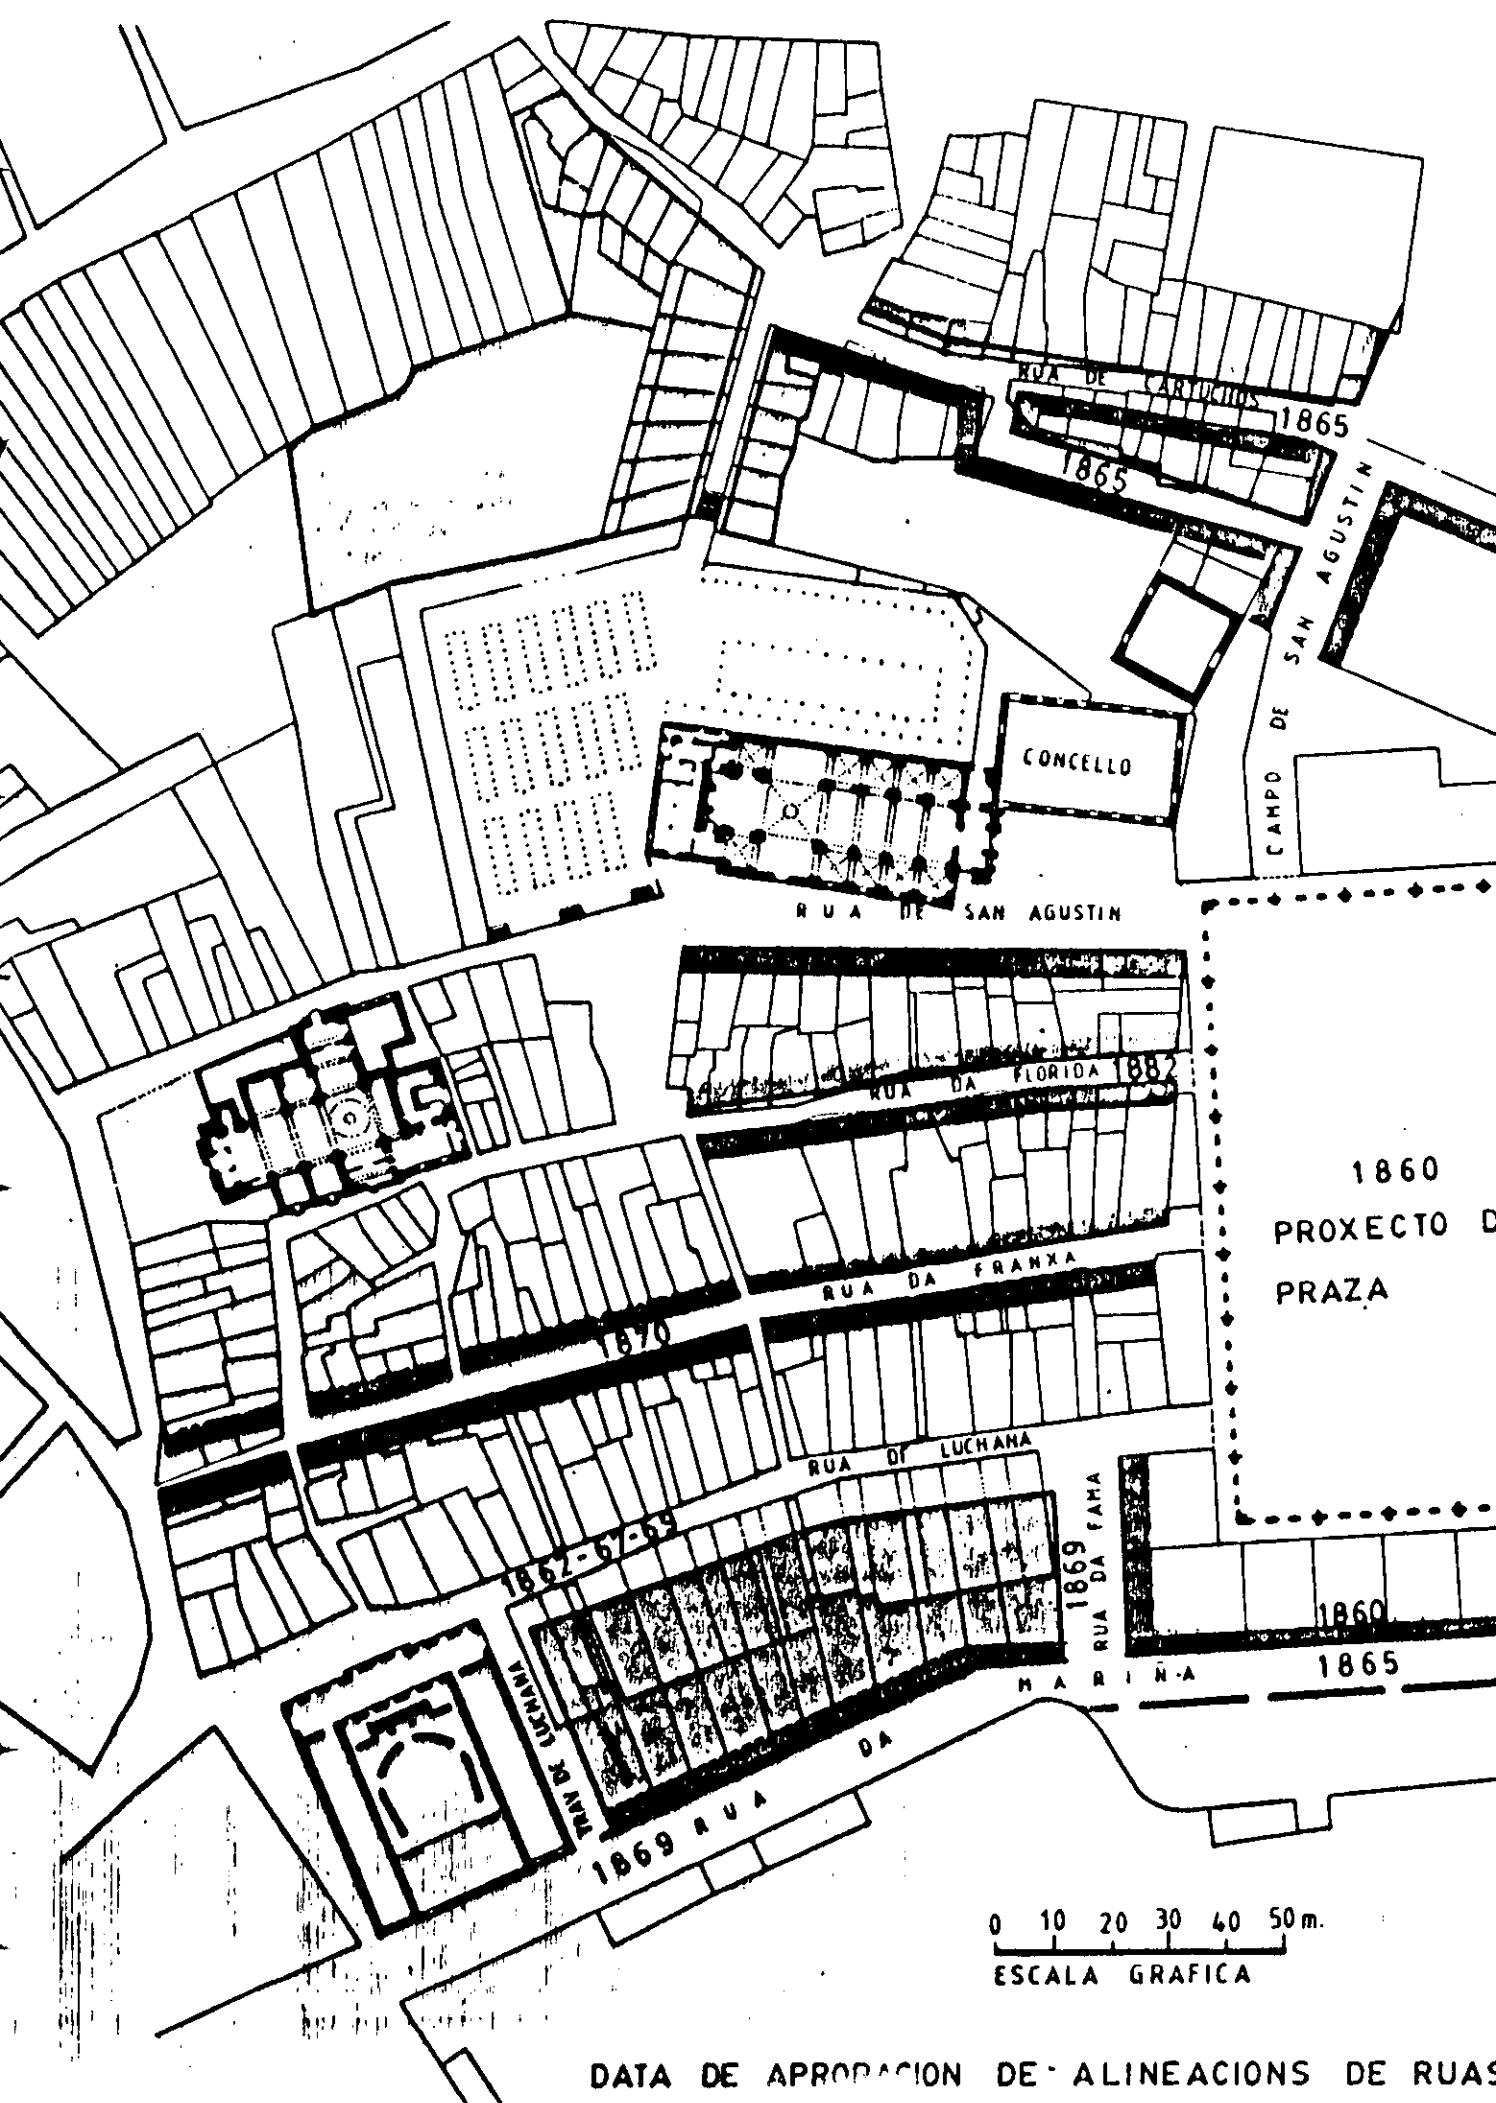 RUA DE CARTUCHOS
1865
1865
CAMPO DE SAN AGUSTIN
CONCELLO
RUA DE SAN AGUSTIN
RUA DA FLORIDA 1882
1860
PROXECTO D
PRAZA
RUA DA FRANXA
1870
RUA DE LUCHANA
1862-67-69
1869
RUA DA FAMA
1860
1865
TRAV DE LUCHANA
1869 RUA DA MARIÑA
0 10 20 30 40 50 m.
ESCALA GRAFICA
DATA DE APROBACION DE ALINEACIONS DE RUAS